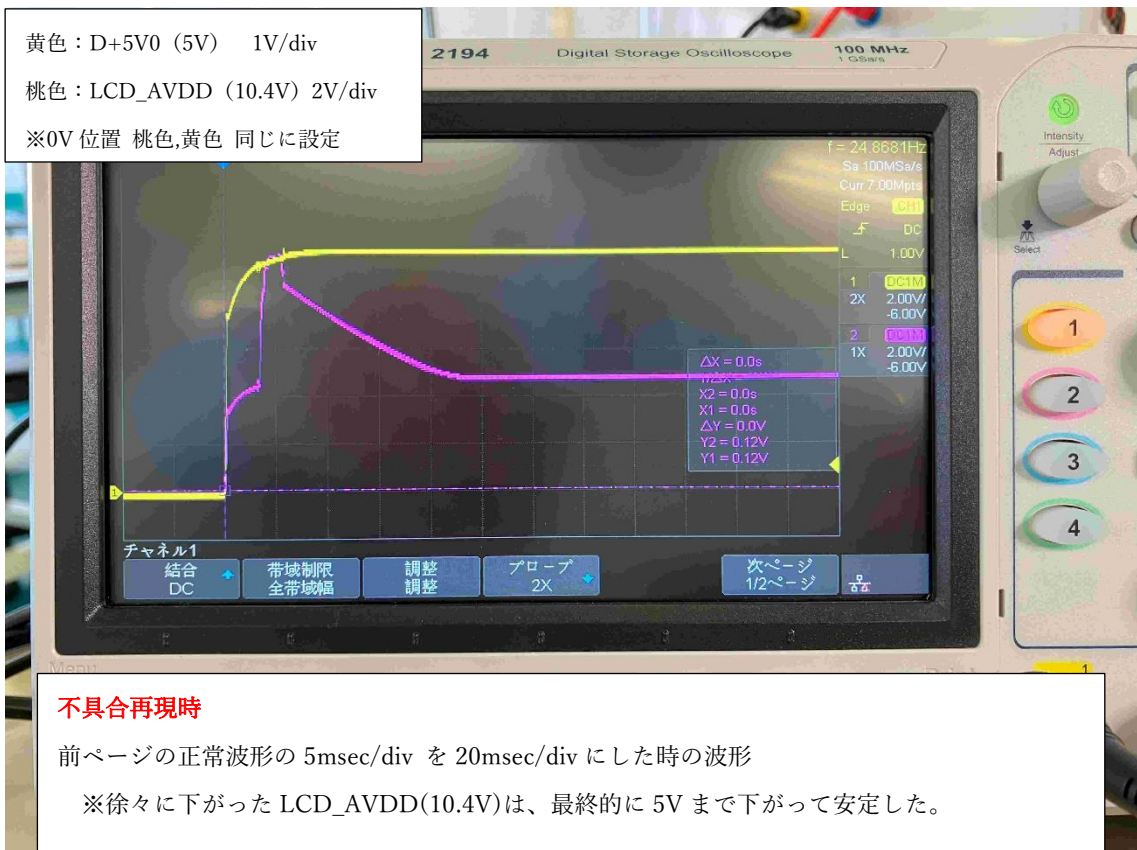 黄色：D+5V0（5V）　1V/div
桃色：LCD_AVDD（10.4V）2V/div
※0V 位置 桃色,黄色 同じに設定
2194 Digital Storage Oscilloscope 100 MHz
1 GSa/s
Intensity
Adjust
Select
f = 24.8681Hz
Sa 100MSa/s
Curr 7.00Mpts
Edge CH1
DC
L 1.00V
1 DC1M
2X 2.00V/
-6.00V
2 DC1M
1X 2.00V/
-6.00V
ΔX = 0.0s
X2 = 0.0s
X1 = 0.0s
ΔY = 0.0V
Y2 = 0.12V
Y1 = 0.12V
1
1
2
3
4
チャネル1
結合
DC
帯域制限
全帯域幅
調整
調整
プローブ
2X
次ページ
1/2ページ
Menu
1
不具合再現時
前ページの正常波形の 5msec/div を 20msec/div にした時の波形
※徐々に下がった LCD_AVDD(10.4V)は、最終的に 5V まで下がって安定した。